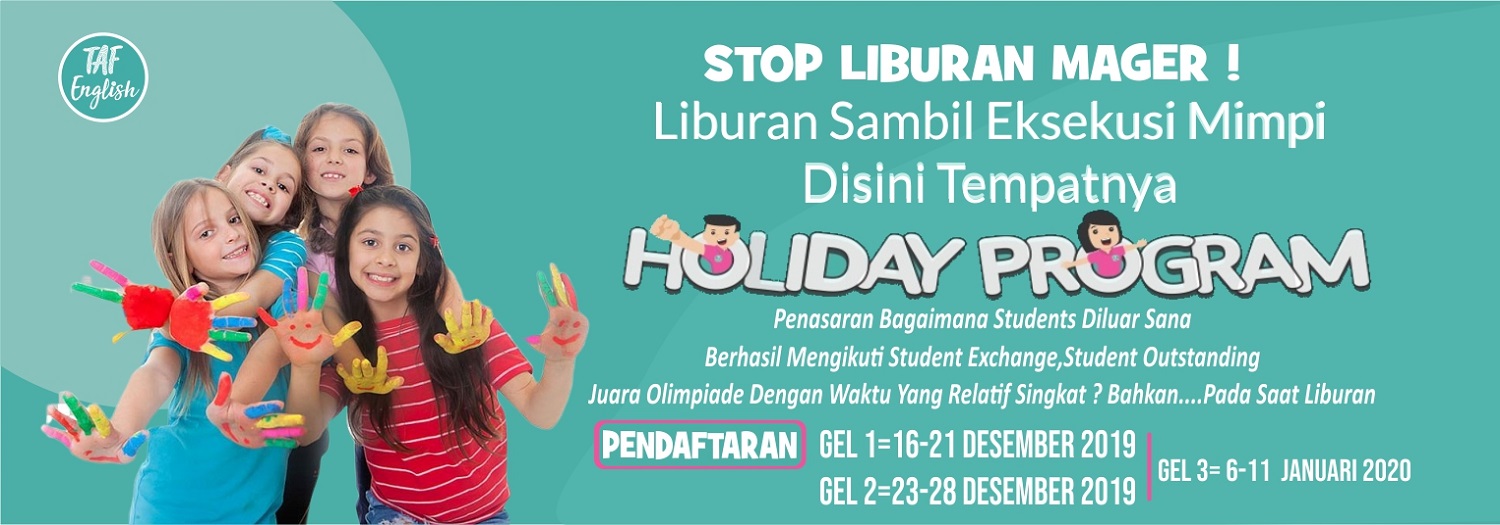 TAF
English
STOP LIBURAN MAGER !
Liburan Sambil Eksekusi Mimpi
Disini Tempatnya
HOLIDAY PROGRAM
Penasaran Bagaimana Students Diluar Sana
Berhasil Mengikuti Student Exchange,Student Outstanding
Juara Olimpiade Dengan Waktu Yang Relatif Singkat ? Bahkan....Pada Saat Liburan
PENDAFTARAN
GEL 1=16-21 DESEMBER 2019
GEL 2=23-28 DESEMBER 2019
GEL 3= 6-11 JANUARI 2020